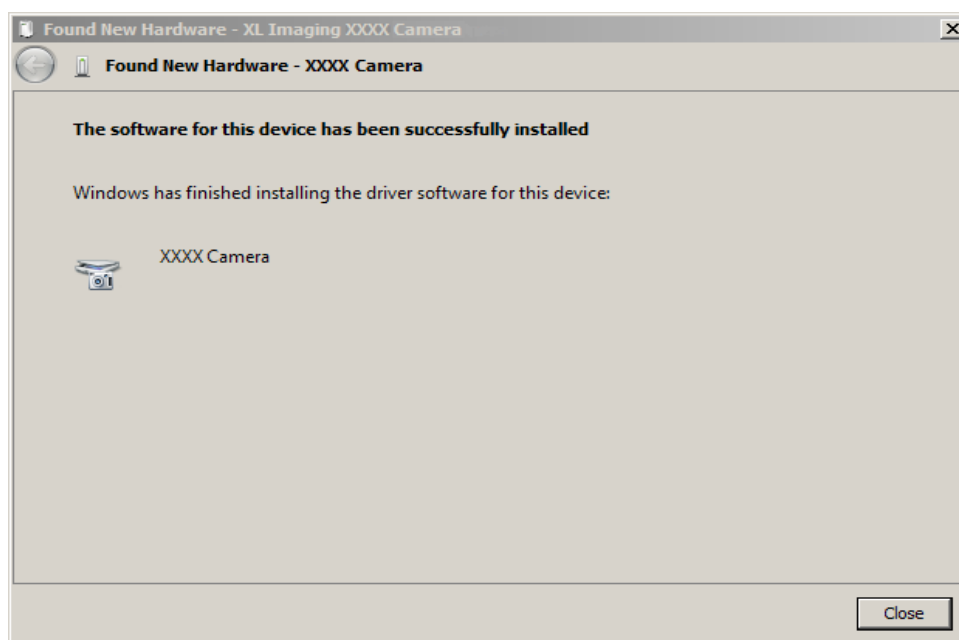 Found New Hardware - XL Imaging XXXX Camera
Found New Hardware - XXXX Camera
The software for this device has been successfully installed
Windows has finished installing the driver software for this device:
XXXX Camera
Close